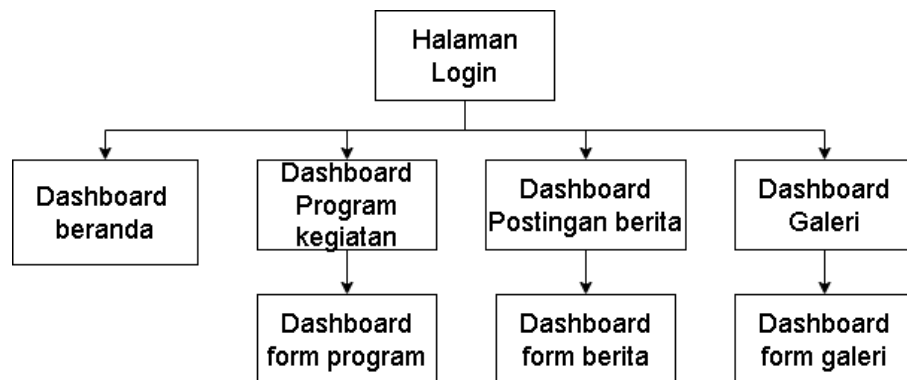 Halaman
Login
Dashboard
beranda
Dashboard
Program
kegiatan
Dashboard
Postingan berita
Dashboard
Galeri
Dashboard
form program
Dashboard
form berita
Dashboard
form galeri